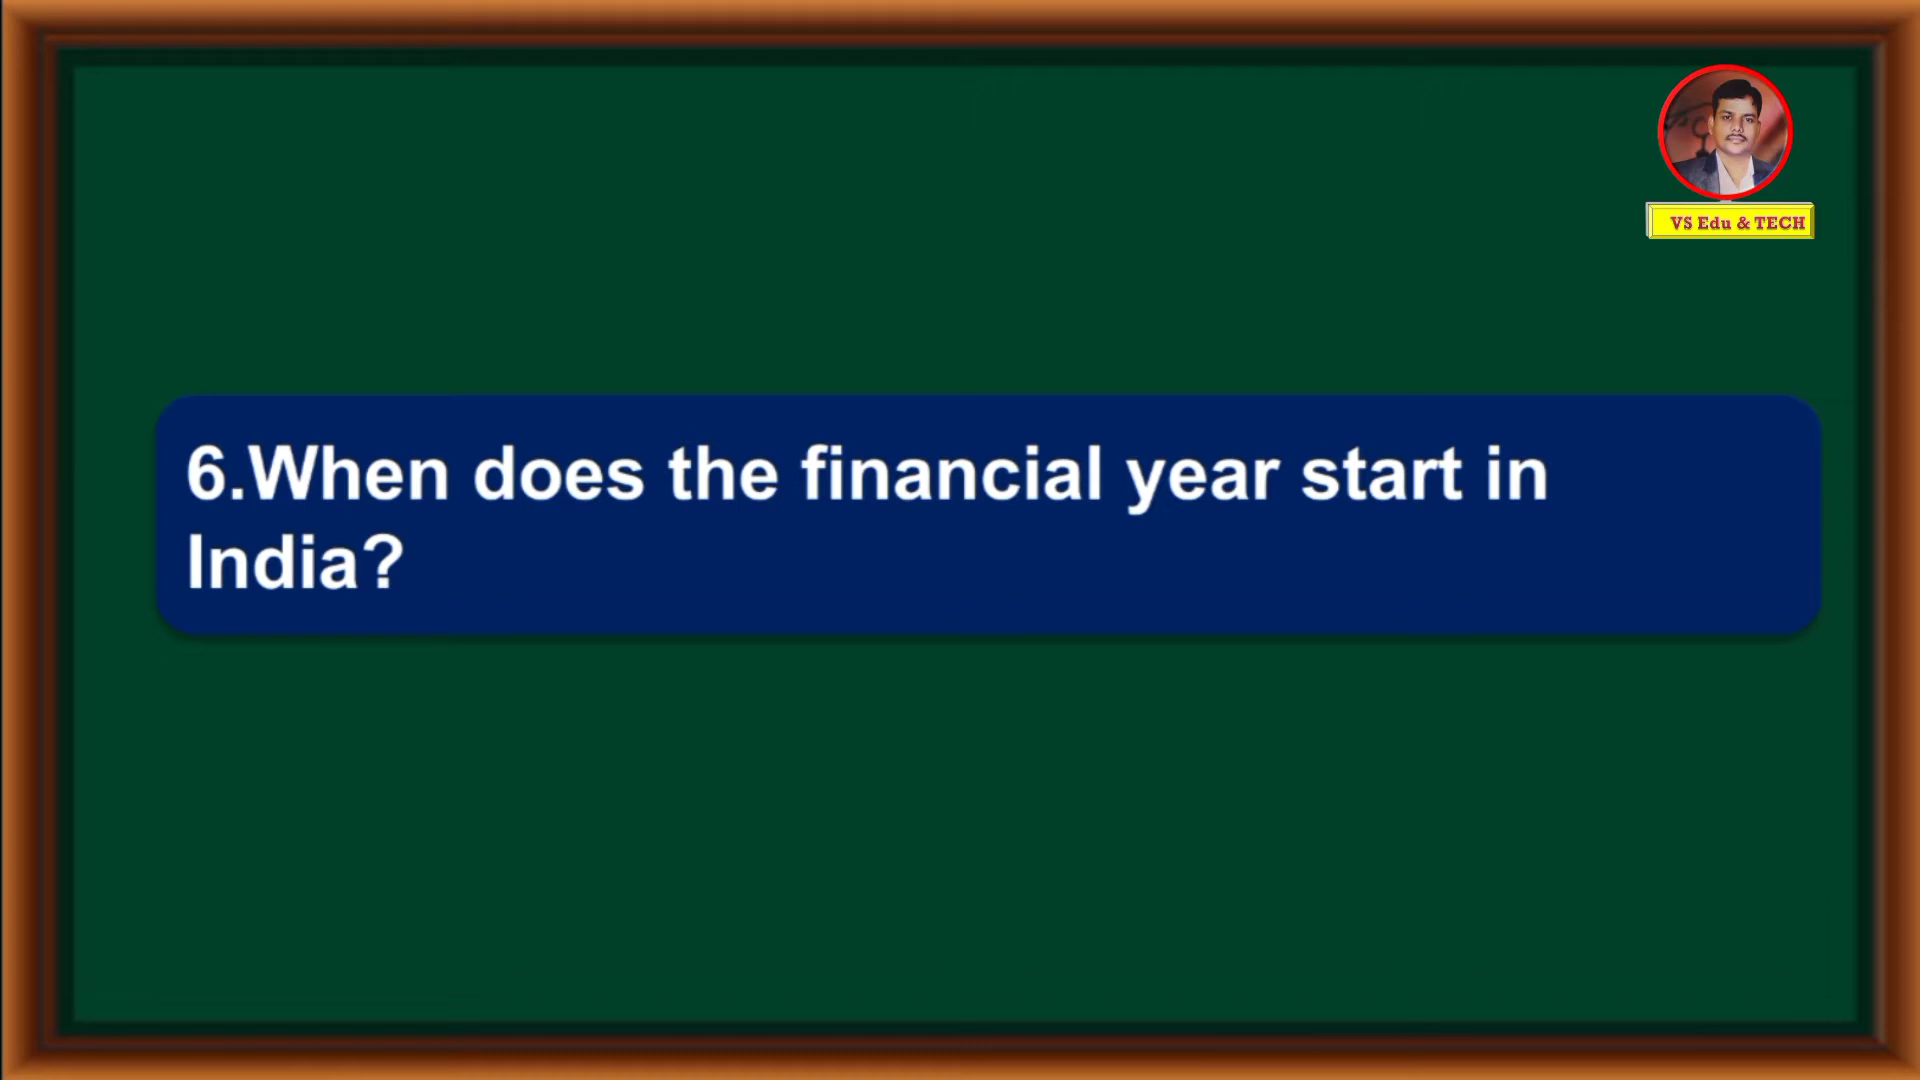 VS Edu & TECH
6.When does the financial year start in
India?